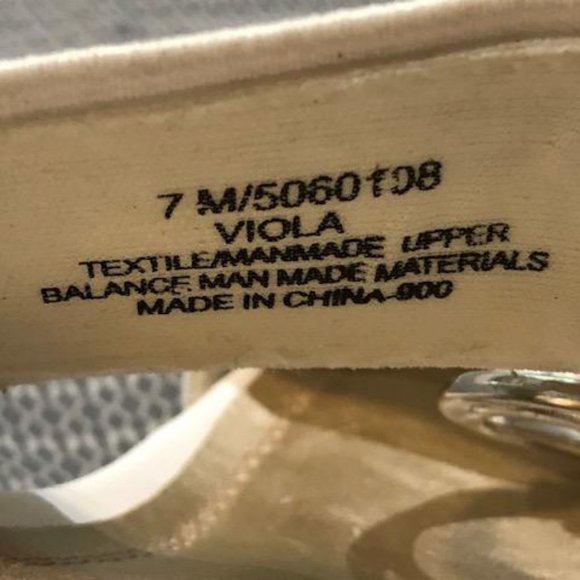 7 M/5060108
VIOLA
TEXTILE/MANMADE UPPER
BALANCE MAN MADE MATERIALS
MADE IN CHINA-900